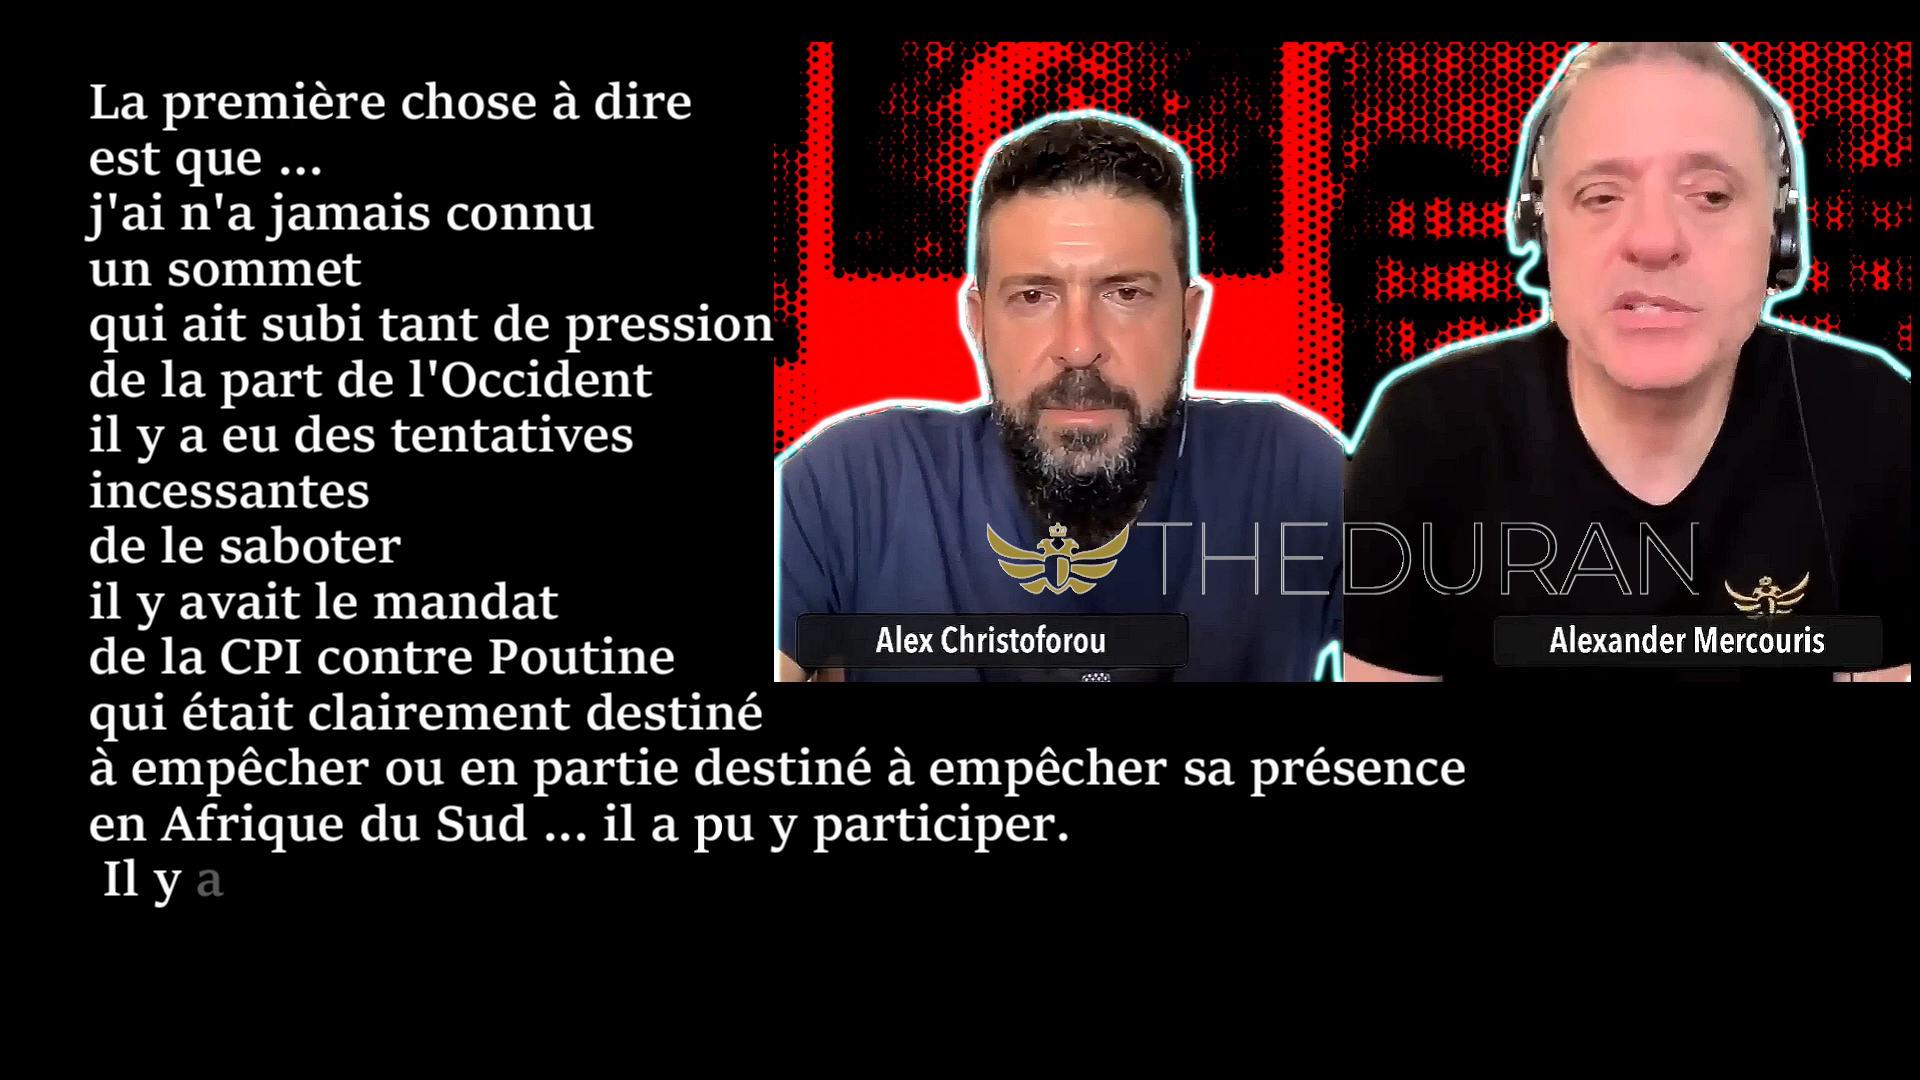 La première chose à dire
est que ...
j'ai n'a jamais connu
un sommet
qui ait subi tant de pression
de la part de l'Occident
il y a eu des tentatives
incessantes
de le saboter
il y avait le mandat
de la CPI contre Poutine
qui était clairement destiné
à empêcher ou en partie destiné à empêcher sa présence
en Afrique du Sud ... il a pu y participer.
Il y a
THEDURAN
Alex Christoforou
Alexander Mercouris